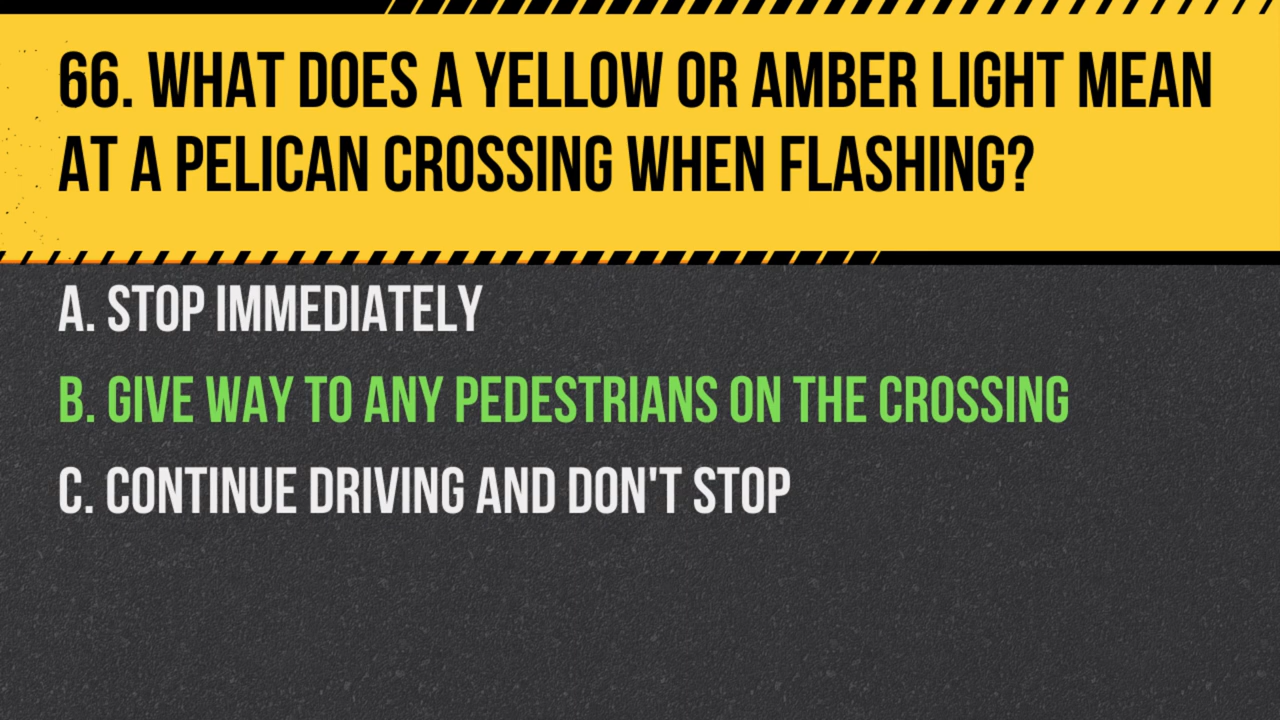 66. WHAT DOES A YELLOW OR AMBER LIGHT MEAN
AT A PELICAN CROSSING WHEN FLASHING?
A. STOP IMMEDIATELY
B. GIVE WAY TO ANY PEDESTRIANS ON THE CROSSING
C. CONTINUE DRIVING AND DON'T STOP